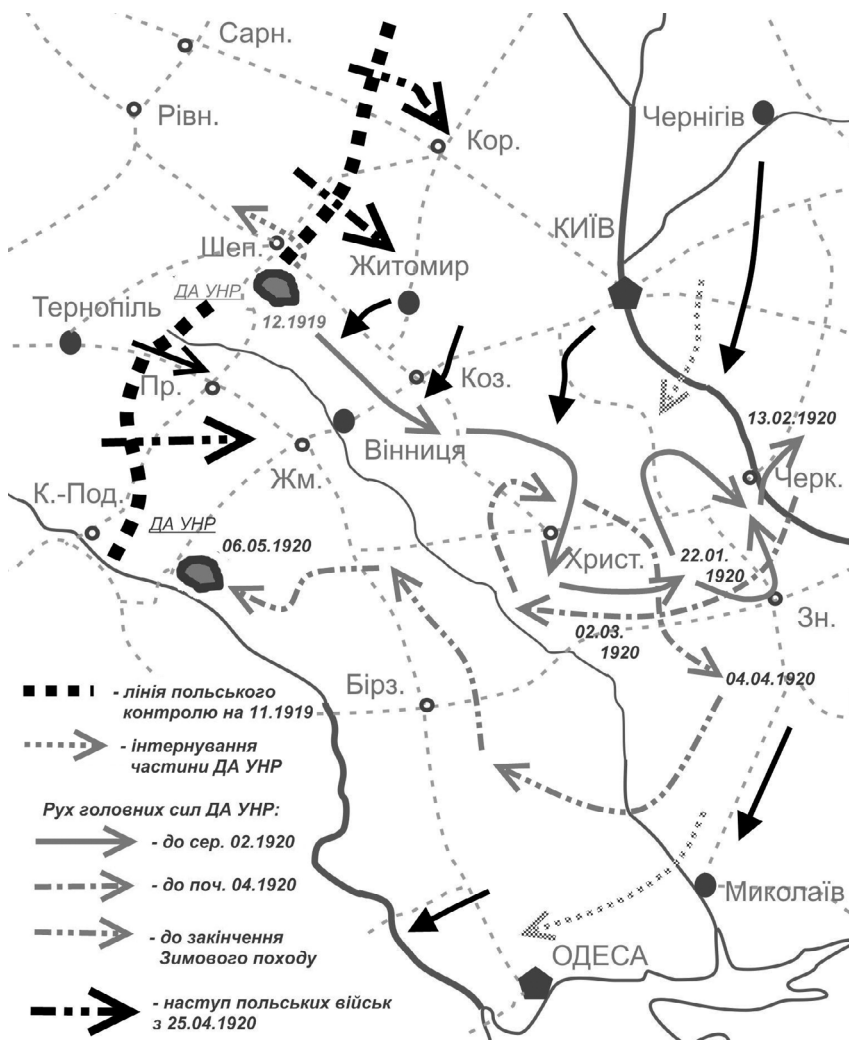 Сарн.
Рівн.
Кор.
Чернігів
КИЇВ
Шеп.
Житомир
ДА УНР
12.1919
Тернопіль
Пр.
Коз.
Вінниця
Жм.
13.02.1920
Черк.
К.-Под.
ДА УНР
06.05.1920
Христ.
22.01.
1920
Зн.
02.03.
1920
04.04.1920
Бірз.
- лінія польського
контролю на 11.1919
- інтернування
частини ДА УНР
Рух головних сил ДА УНР:
- до сер. 02.1920
- до поч. 04.1920
- до закінчення
Зимового походу
- наступ польських військ
з 25.04.1920
Миколаїв
ОДЕСА